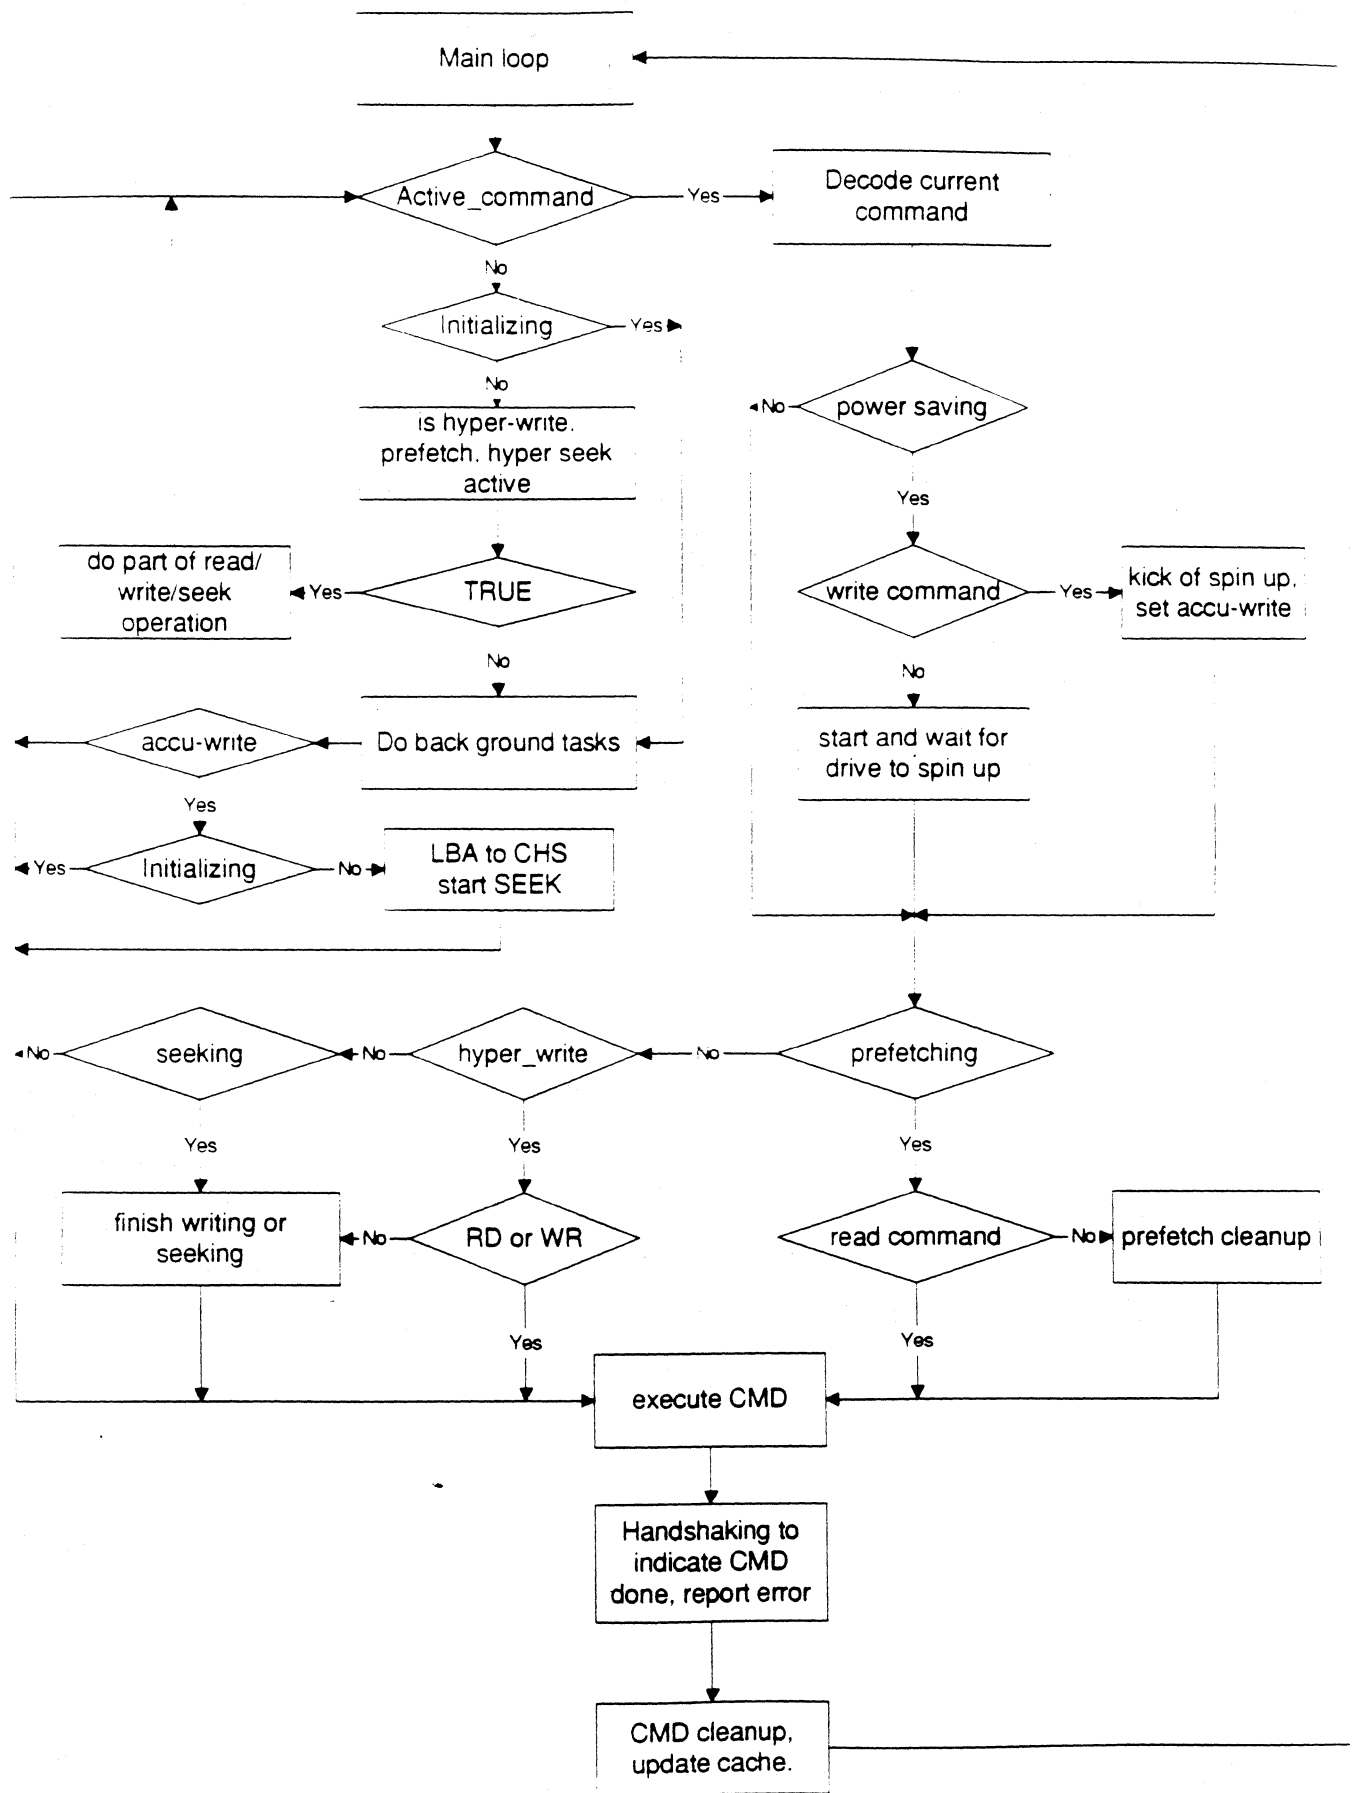 Main loop
Active_command
Yes
Decode current
command
No
Initializing
Yes
No
is hyper-write.
prefetch. hyper seek
active
No
power saving
Yes
do part of read/
write/seek
operation
Yes
TRUE
write command
Yes
kick of spin up,
set accu-write
No
No
accu-write
Do back ground tasks
start and wait for
drive to spin up
Yes
Yes
Initializing
No
LBA to CHS
start SEEK
No
seeking
No
hyper_write
No
prefetching
Yes
Yes
Yes
finish writing or
seeking
No
RD or WR
read command
No
prefetch cleanup
Yes
Yes
execute CMD
Handshaking to
indicate CMD
done, report error
CMD cleanup,
update cache.